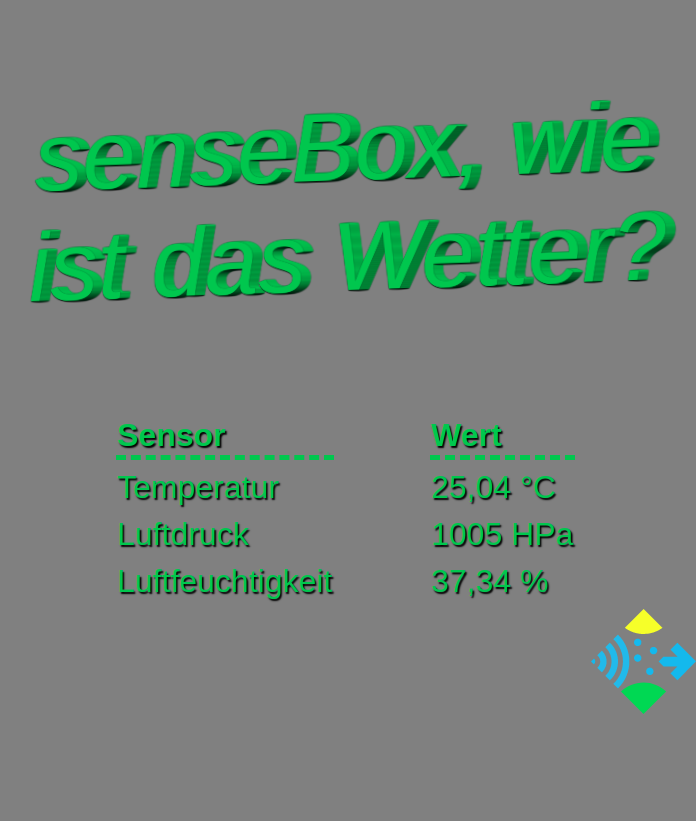 senseBox, wie
ist das Wetter?
Sensor Wert
Temperatur 25,04 °C
Luftdruck 1005 HPa
Luftfeuchtigkeit 37,34 %